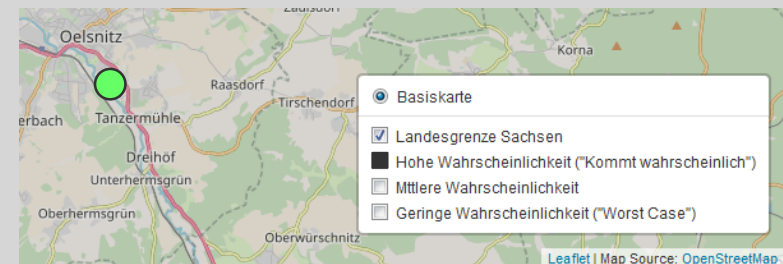 Oelsnitz
Korna
Raasdorf
Tirschendorf
erbach
Tanzermühle
Basiskarte
Landesgrenze Sachsen
Dreihöf
Hohe Wahrscheinlichkeit ("Kommt wahrscheinlich")
Unterhermsgrün
Mttlere Wahrscheinlichkeit
Oberhermsgrün
Geringe Wahrscheinlichkeit ("Worst Case")
Oberwürschnitz
Leaflet | Map Source: OpenStreetMap